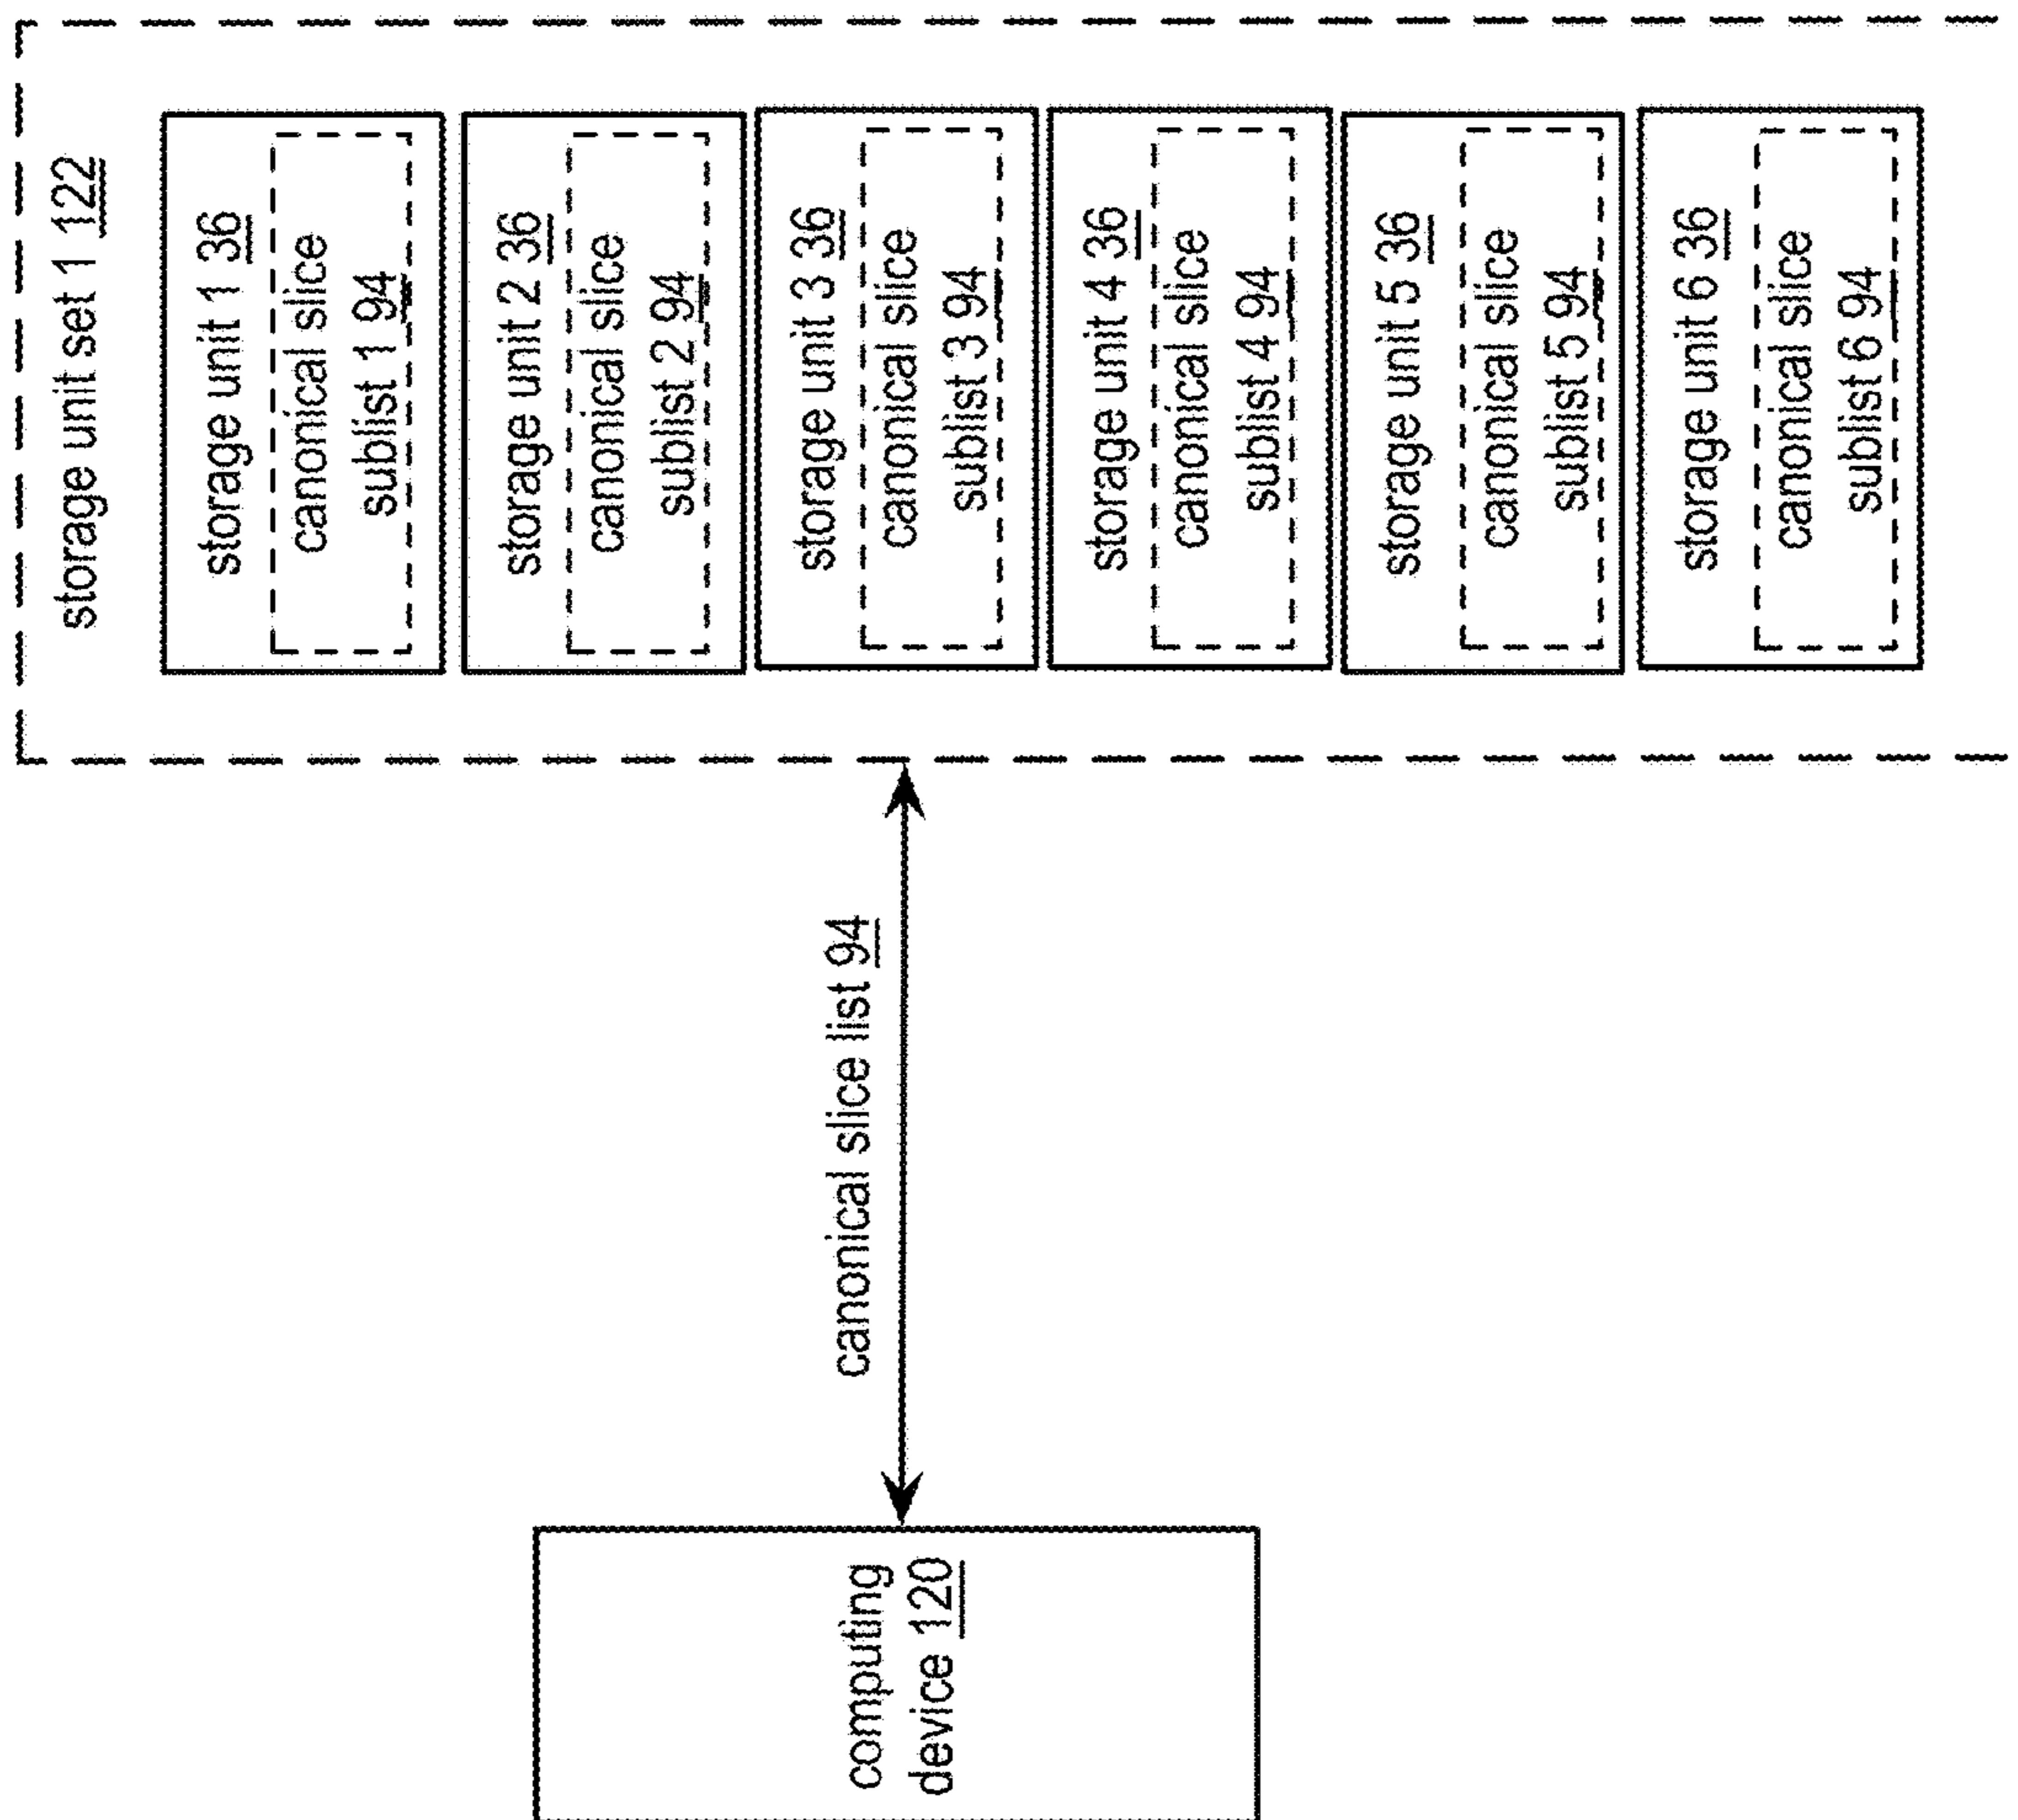 storage unit set 1 122
storage unit 1 36
canonical slice
sublist 1 94
storage unit 2 36
canonical slice
sublist 2 94
storage unit 3 36
canonical slice
sublist 3 94
storage unit 4 36
canonical slice
sublist 4 94
storage unit 5 36
canonical slice
sublist 5 94
storage unit 6 36
canonical slice
sublist 6 94
canonical slice list 94
computing
device 120